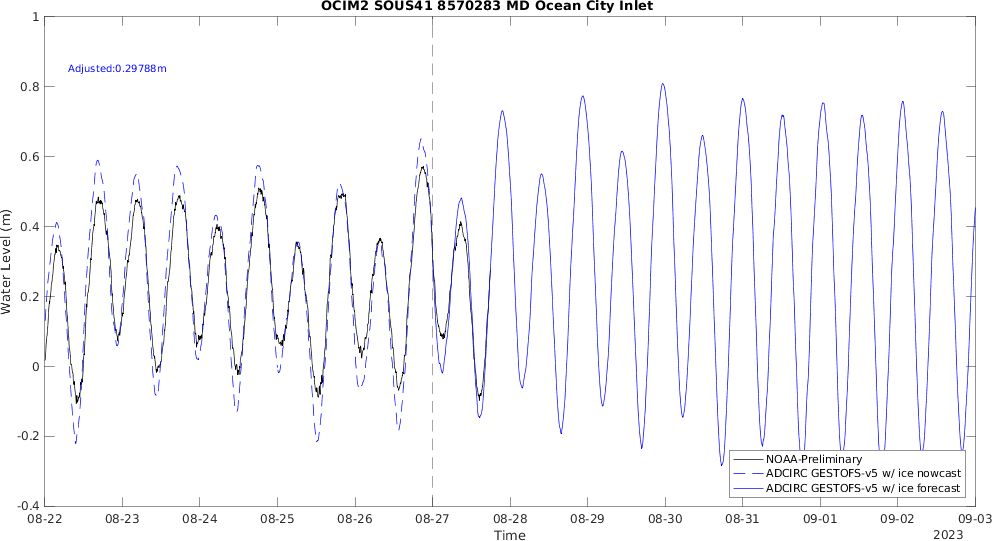 OCIM2 SOUS41 8570283 MD Ocean City Inlet
Adjusted:0.29788m
Water Level (m)
1
0.8
0.6
0.4
0.2
0
-0.2
-0.4
NOAA-Preliminary
ADCIRC GESTOFS-v5 w/ ice nowcast
ADCIRC GESTOFS-v5 w/ ice forecast
08-22 08-23 08-24 08-25 08-26 08-27 08-28 08-29 08-30 08-31 09-01 09-02 09-03
Time
2023